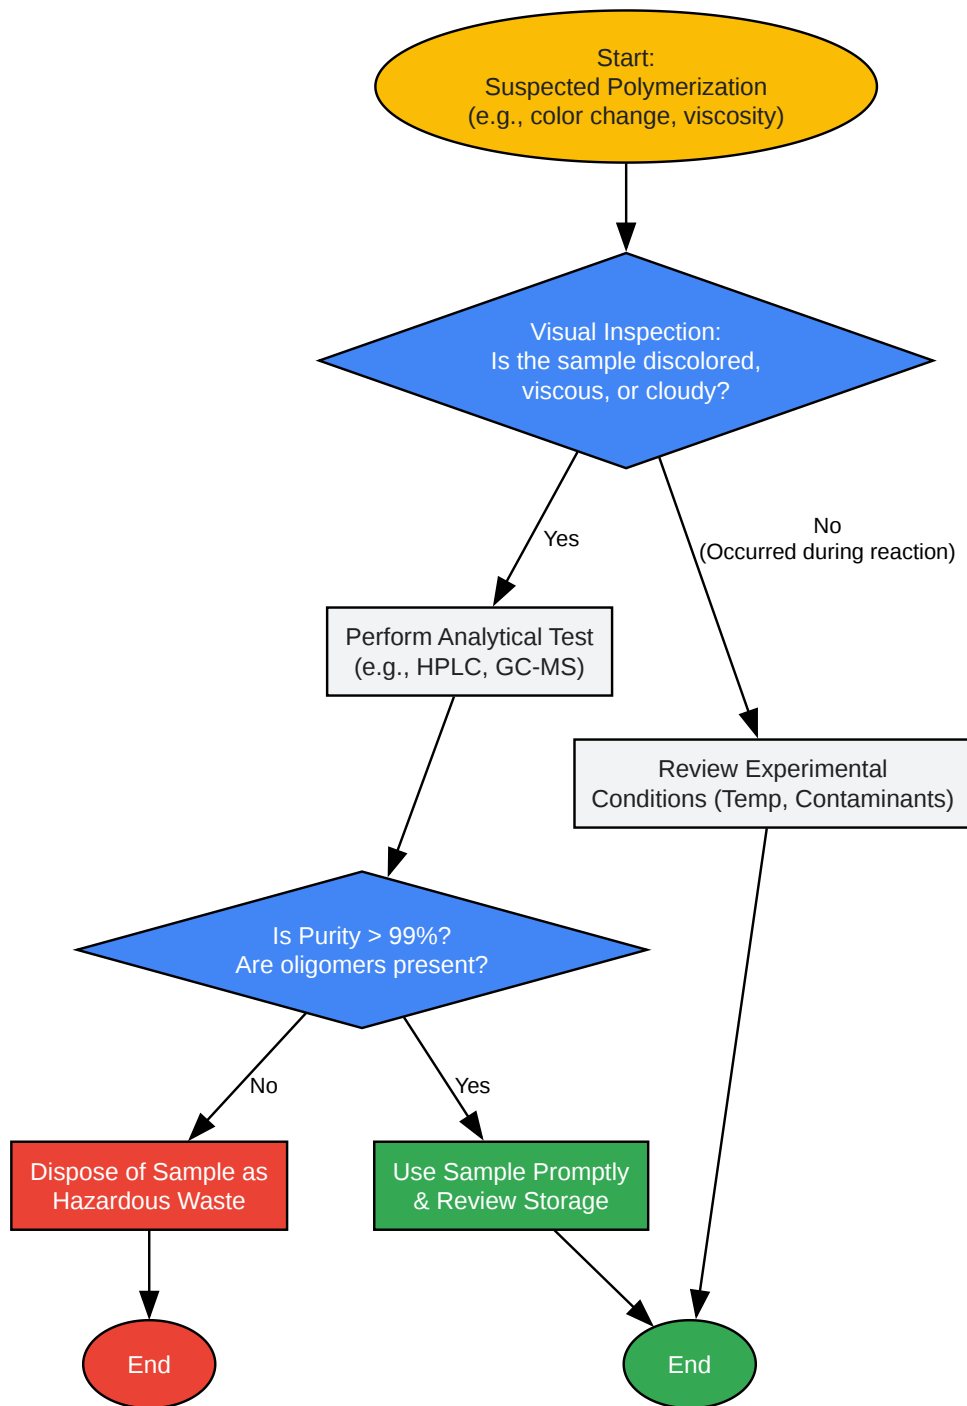 Start:
Suspected Polymerization
(e.g., color change, viscosity)
Visual Inspection:
Is the sample discolored,
viscous, or cloudy?
Yes
No
(Occurred during reaction)
Perform Analytical Test
(e.g., HPLC, GC-MS)
Review Experimental
Conditions (Temp, Contaminants)
Is Purity > 99%?
Are oligomers present?
No
Yes
Dispose of Sample as
Hazardous Waste
Use Sample Promptly
& Review Storage
End
End